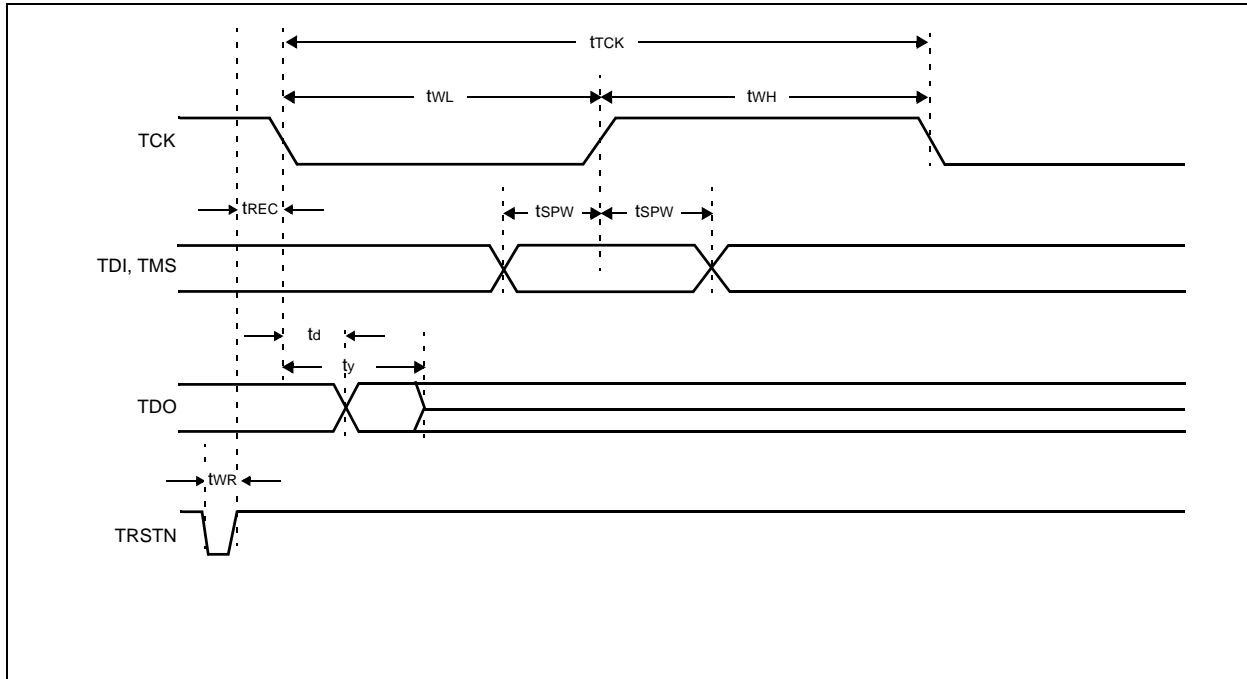 tTCK
tWL tWH
TCK
tREC tSPW tSPW
TDI, TMS
td
ty
TDO
tWR
TRSTN